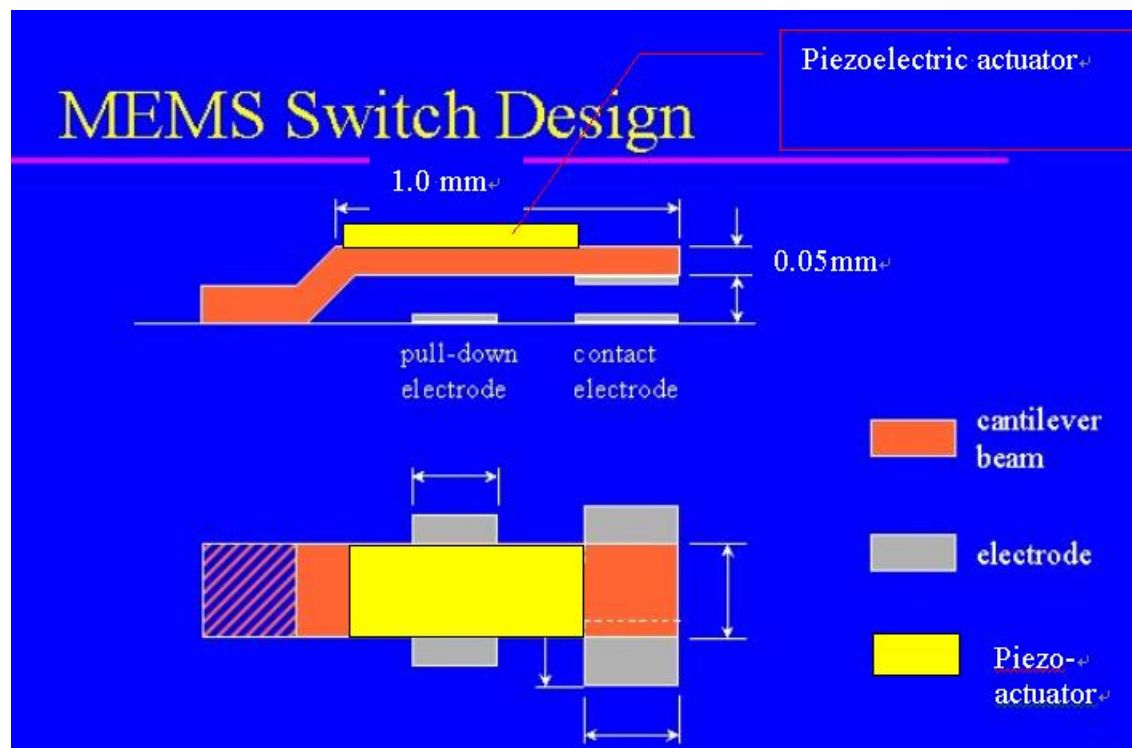 Piezoelectric actuator
MEMS Switch Design
1.0 mm
0.05mm
pull-down
electrode
contact
electrode
cantilever
beam
electrode
Piezo-
actuator